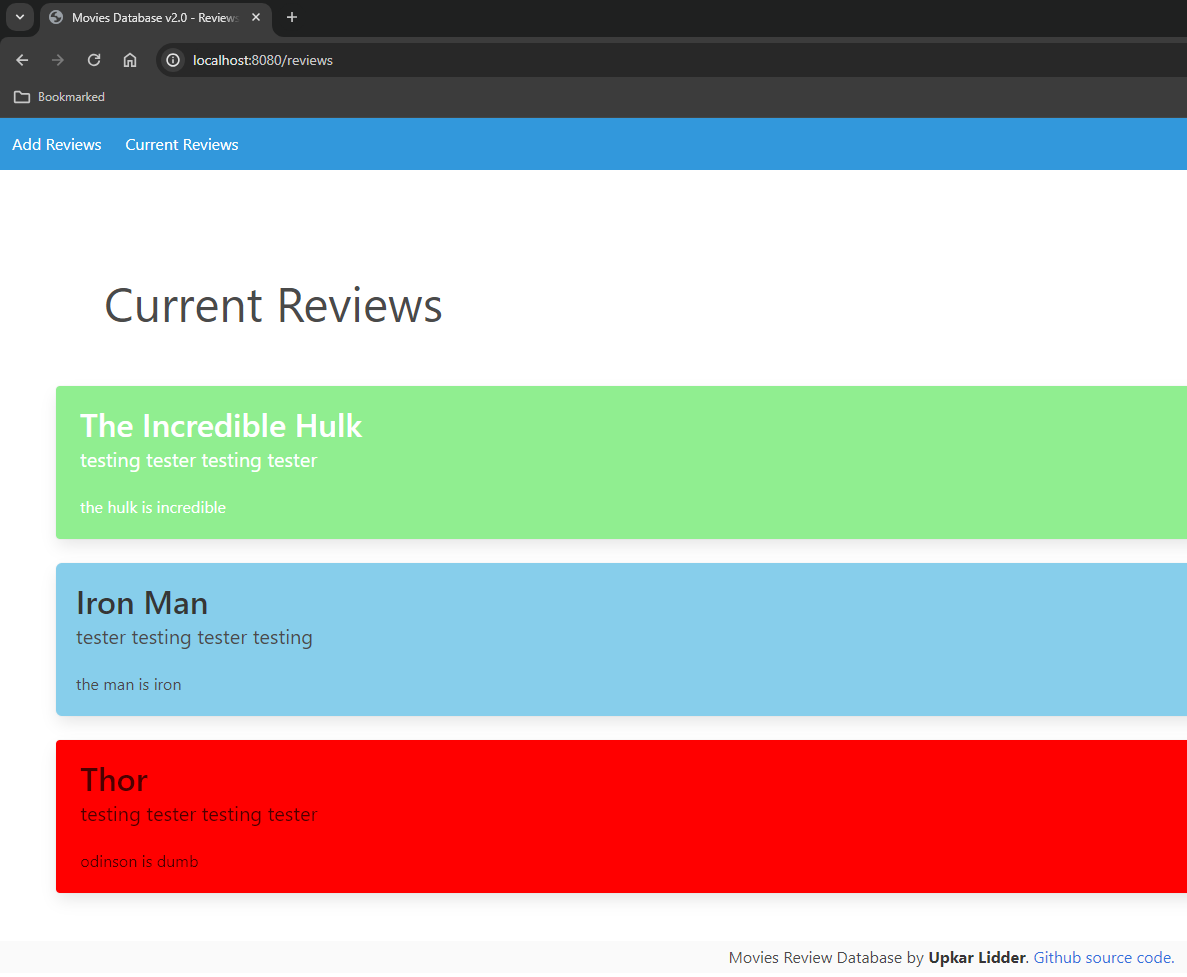 Movies Database v2.0 - Reviews
localhost:8080/reviews
Bookmarked
Add Reviews Current Reviews
Current Reviews
The Incredible Hulk
testing tester testing tester
the hulk is incredible
Iron Man
tester testing tester testing
the man is iron
Thor
testing tester testing tester
odinson is dumb
Movies Review Database by Upkar Lidder. Github source code.